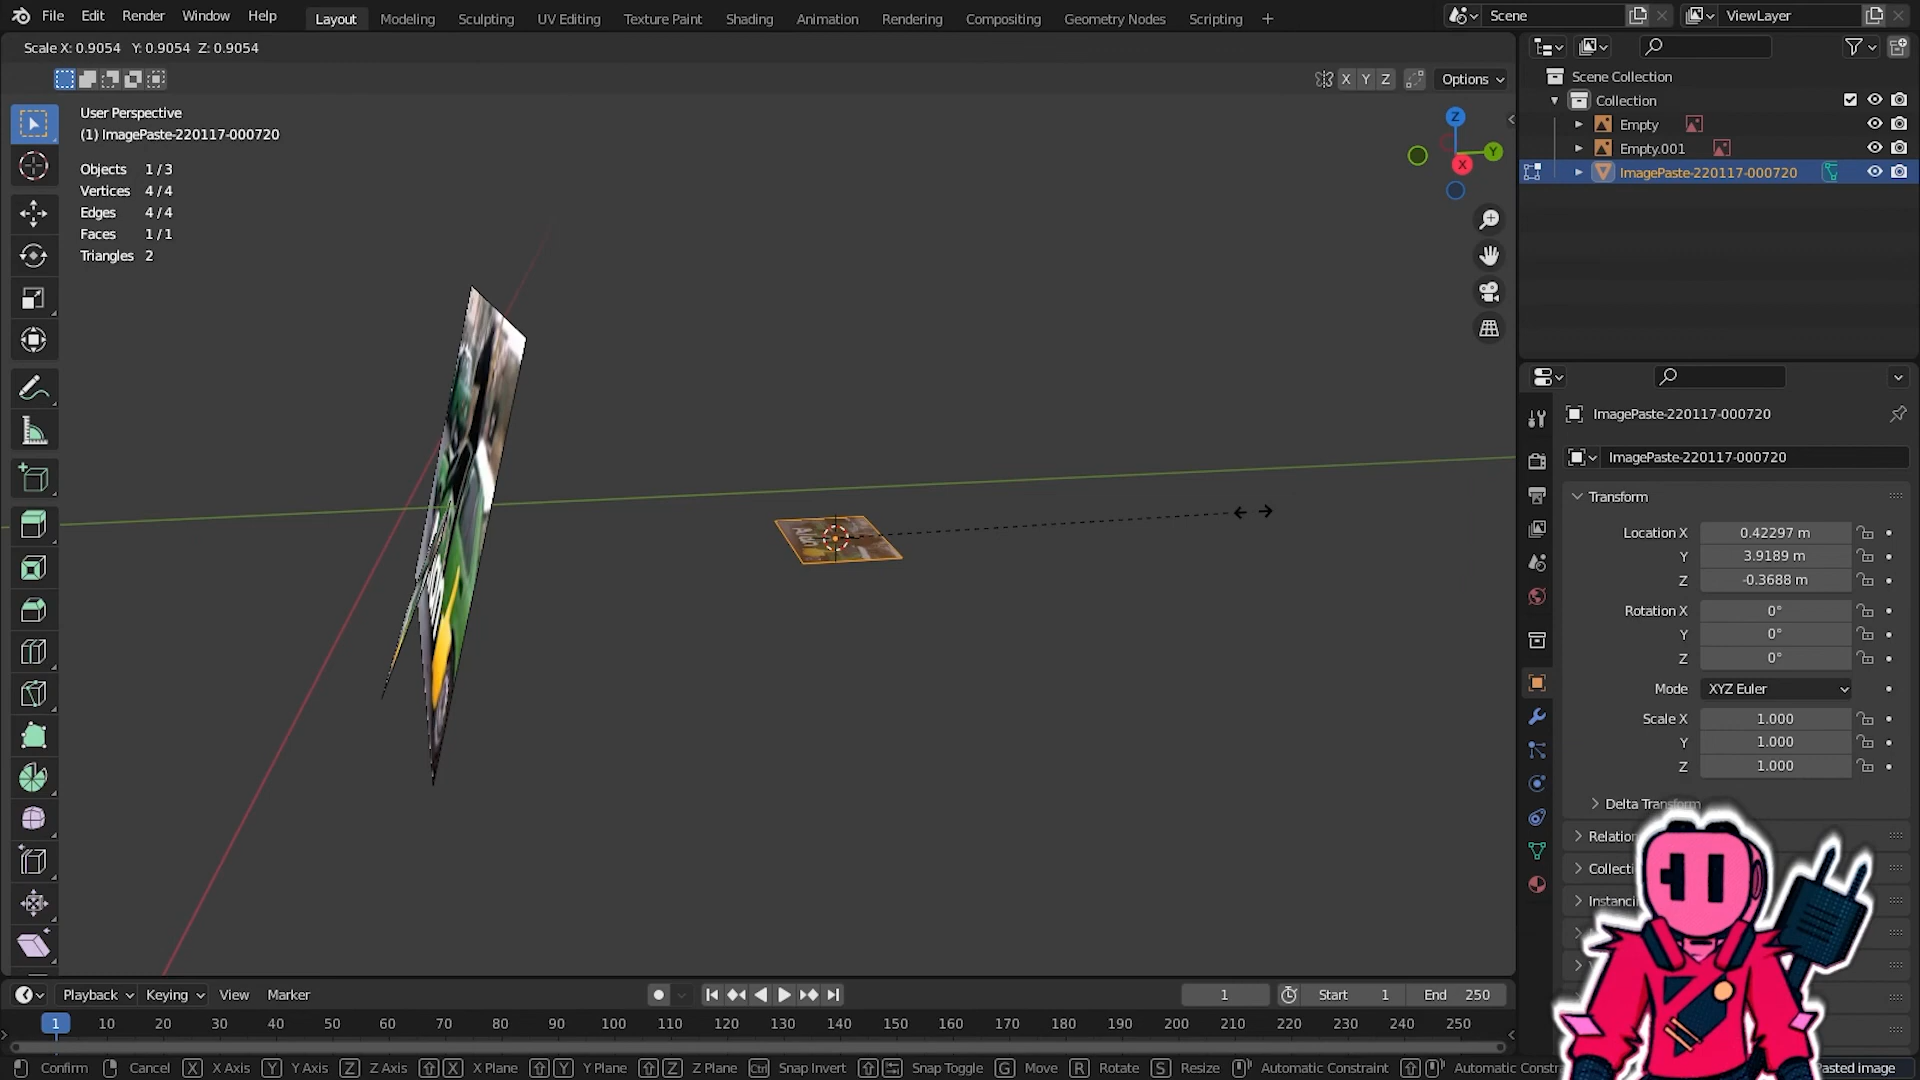 File Edit Render Window Help Layout Modeling Sculpting UV Editing Texture Paint Shading Animation Rendering Compositing Geometry Nodes Scripting + Scene ViewLayer
Scale X: 0.9054 Y: 0.9054 Z: 0.9054
X Y Z Options
User Perspective
(1) ImagePaste-220117-000720
Objects 1/3
Vertices 4/4
Edges 4/4
Faces 1/1
Triangles 2
Z
Y
X
Scene Collection
Collection
Empty
Empty.001
ImagePaste-220117-000720
ImagePaste-220117-000720
ImagePaste-220117-000720
Transform
Location X 0.42297 m
Y 3.9189 m
Z -0.3688 m
Rotation X 0°
Y 0°
Z 0°
Mode XYZ Euler
Scale X 1.000
Y 1.000
Z 1.000
Delta Transform
Playback Keying View Marker 1 Start 1 End 250
1 10 20 30 40 50 60 70 80 90 100 110 120 130 140 150 160 170 180 190 200 210 220 230 240 250
Confirm Cancel X X Axis Y Y Axis Z Z Axis X X Plane Y Y Plane Z Z Plane Ctrl Snap Invert Snap Toggle G Move R Rotate S Resize Automatic Constraint Automatic Constr